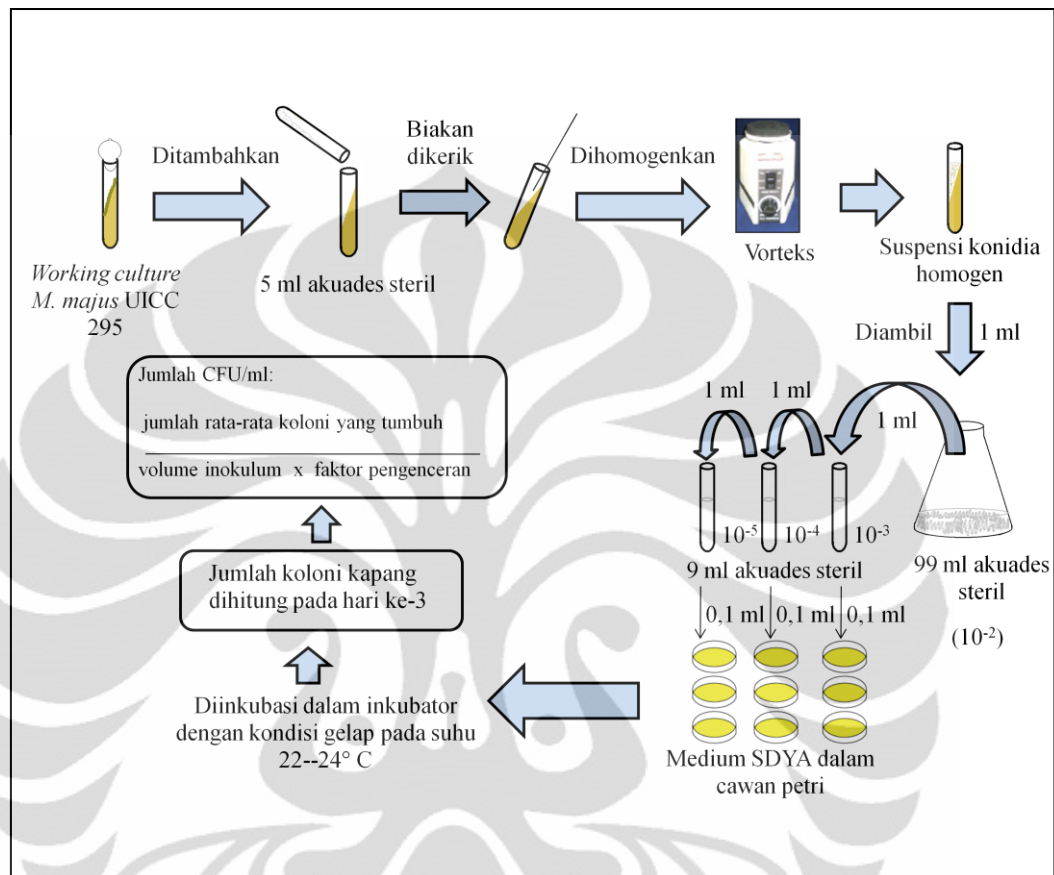 Ditambahkan
Biakan
dikerik
Dihomogenkan
Vorteks
Working culture
M. majus UICC
295
5 ml akuades steril
Suspensi konidia
homogen
Diambil 1 ml
1 ml 1 ml
1 ml
10-5 10-4 10-3
9 ml akuades steril
99 ml akuades
steril
(10-2)
0,1 ml 0,1 ml 0,1 ml
Medium SDYA dalam
cawan petri
Diinkubasi dalam inkubator
dengan kondisi gelap pada suhu
22--24° C
Jumlah koloni kapang
dihitung pada hari ke-3
Jumlah CFU/ml:
jumlah rata-rata koloni yang tumbuh
volume inokulum x faktor pengenceran